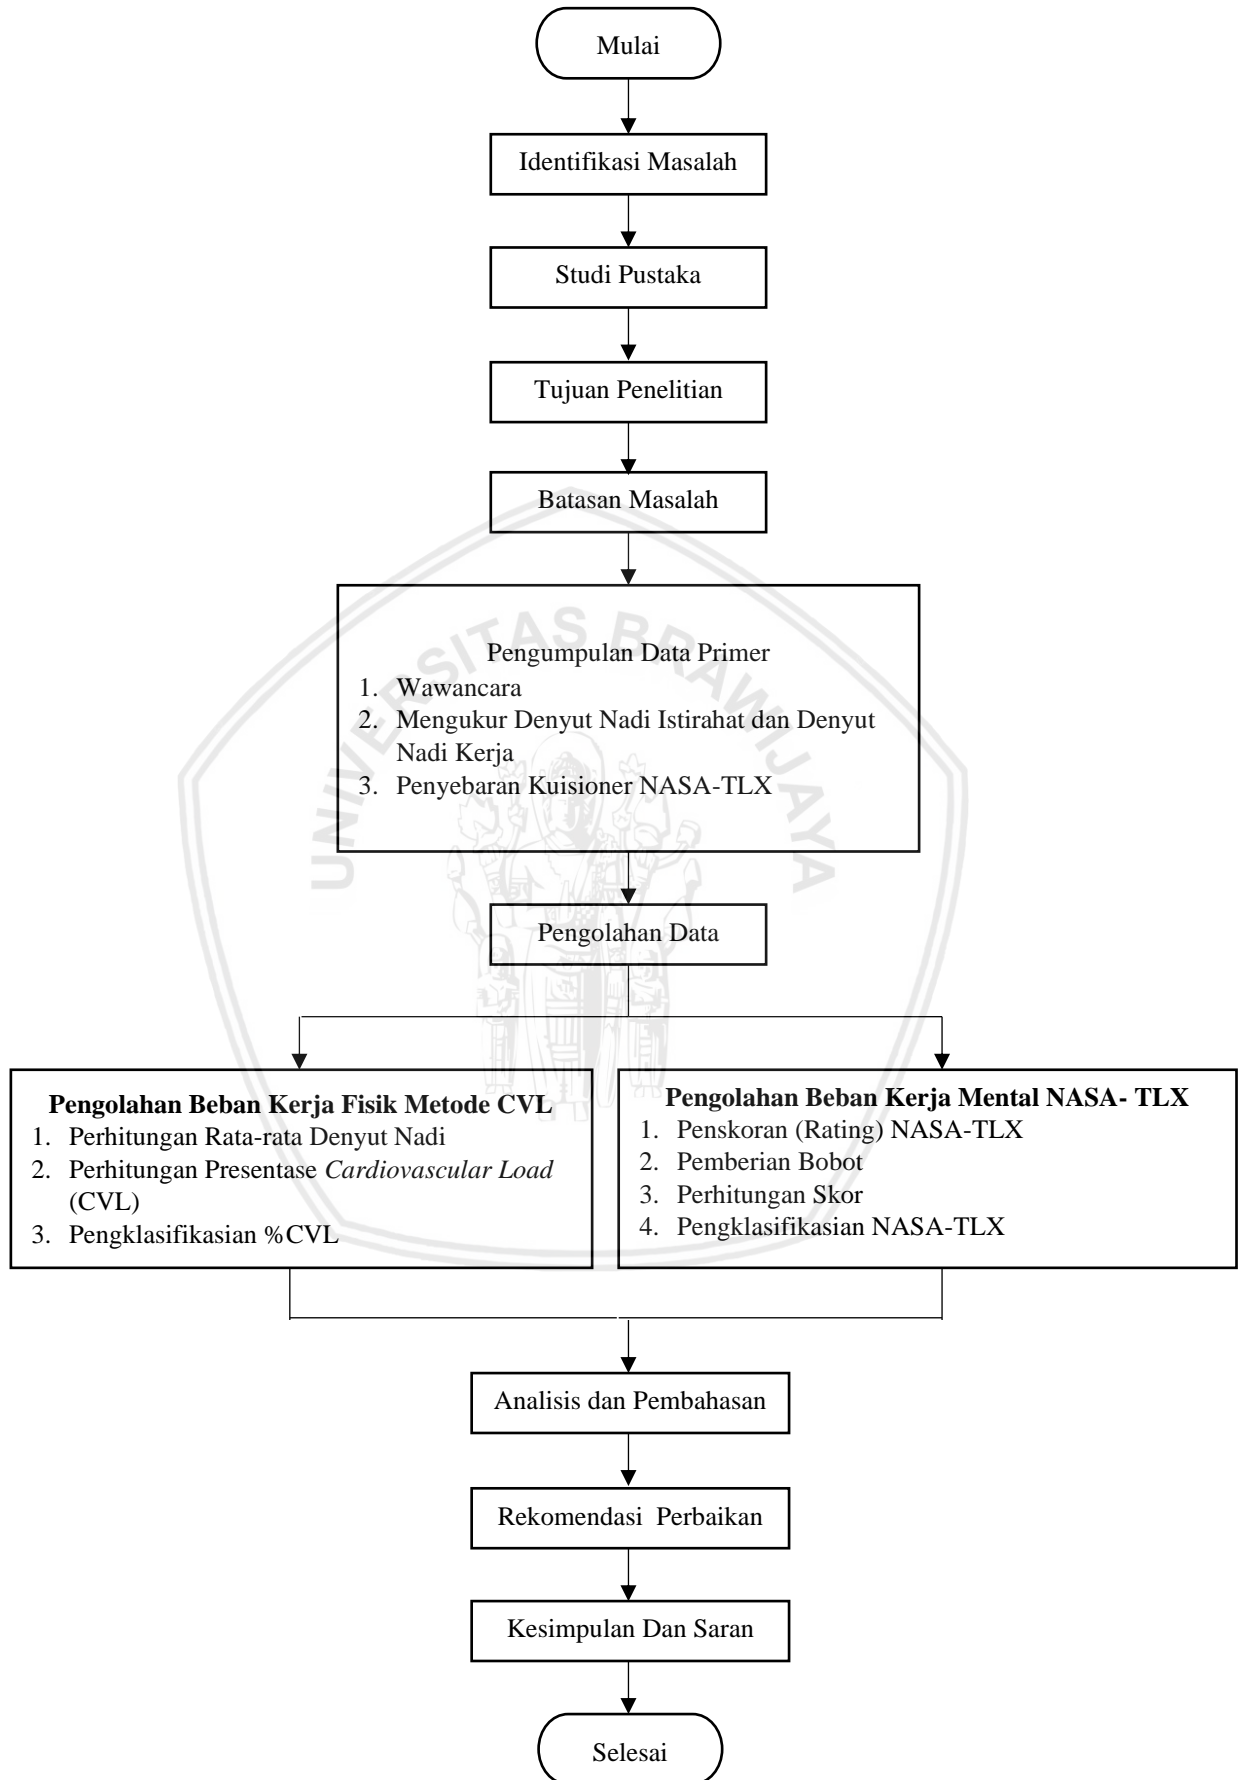 Mulai
Identifikasi Masalah
Studi Pustaka
Tujuan Penelitian
Batasan Masalah
UNIVERSITAS BRAWIJAYA
Pengumpulan Data Primer
1. Wawancara
2. Mengukur Denyut Nadi Istirahat dan Denyut
Nadi Kerja
3. Penyebaran Kuisioner NASA-TLX
Pengolahan Data
Pengolahan Beban Kerja Fisik Metode CVL
1. Perhitungan Rata-rata Denyut Nadi
2. Perhitungan Presentase Cardiovascular Load
(CVL)
3. Pengklasifikasian %CVL
Pengolahan Beban Kerja Mental NASA- TLX
1. Penskoran (Rating) NASA-TLX
2. Pemberian Bobot
3. Perhitungan Skor
4. Pengklasifikasian NASA-TLX
Analisis dan Pembahasan
Rekomendasi  Perbaikan
Kesimpulan Dan Saran
Selesai